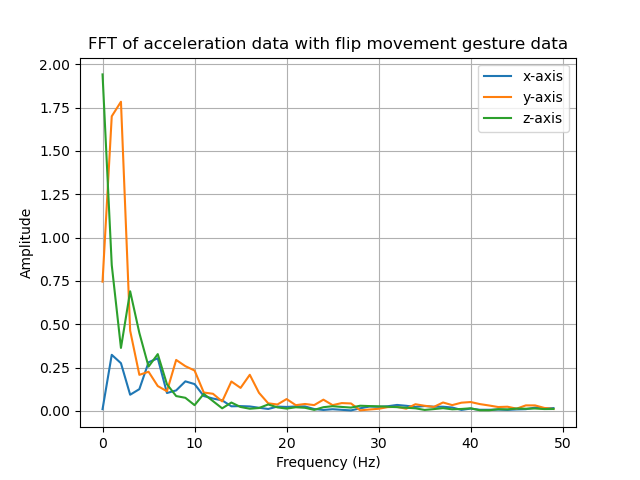 FFT of acceleration data with flip movement gesture data
x-axis
y-axis
z-axis
2.00
1.75
1.50
1.25
1.00
0.75
0.50
0.25
0.00
Amplitude
0 10 20 30 40 50
Frequency (Hz)